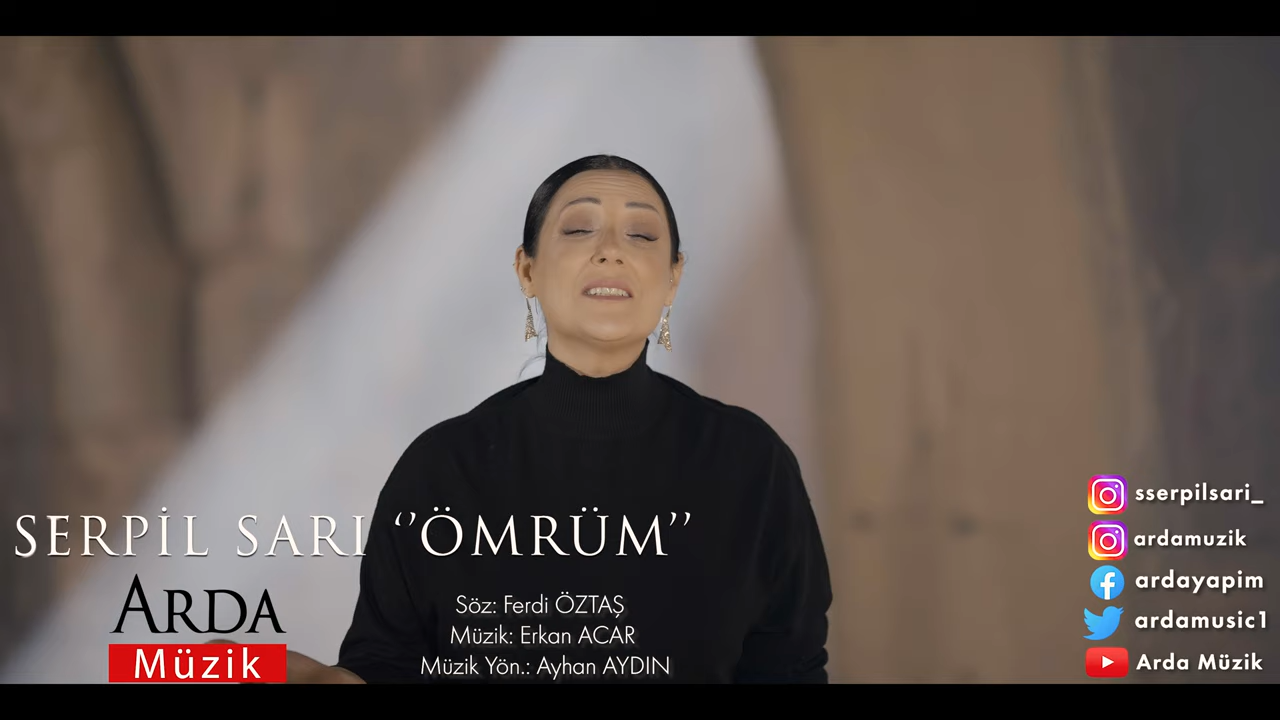 SERPİL SARI ‘’ÖMRÜM’’
ARDA
Müzik
Söz: Ferdi ÖZTAŞ
Müzik: Erkan ACAR
Müzik Yön.: Ayhan AYDIN
sserpilsari_
ardamuzik
ardayapim
ardamusic1
Arda Müzik